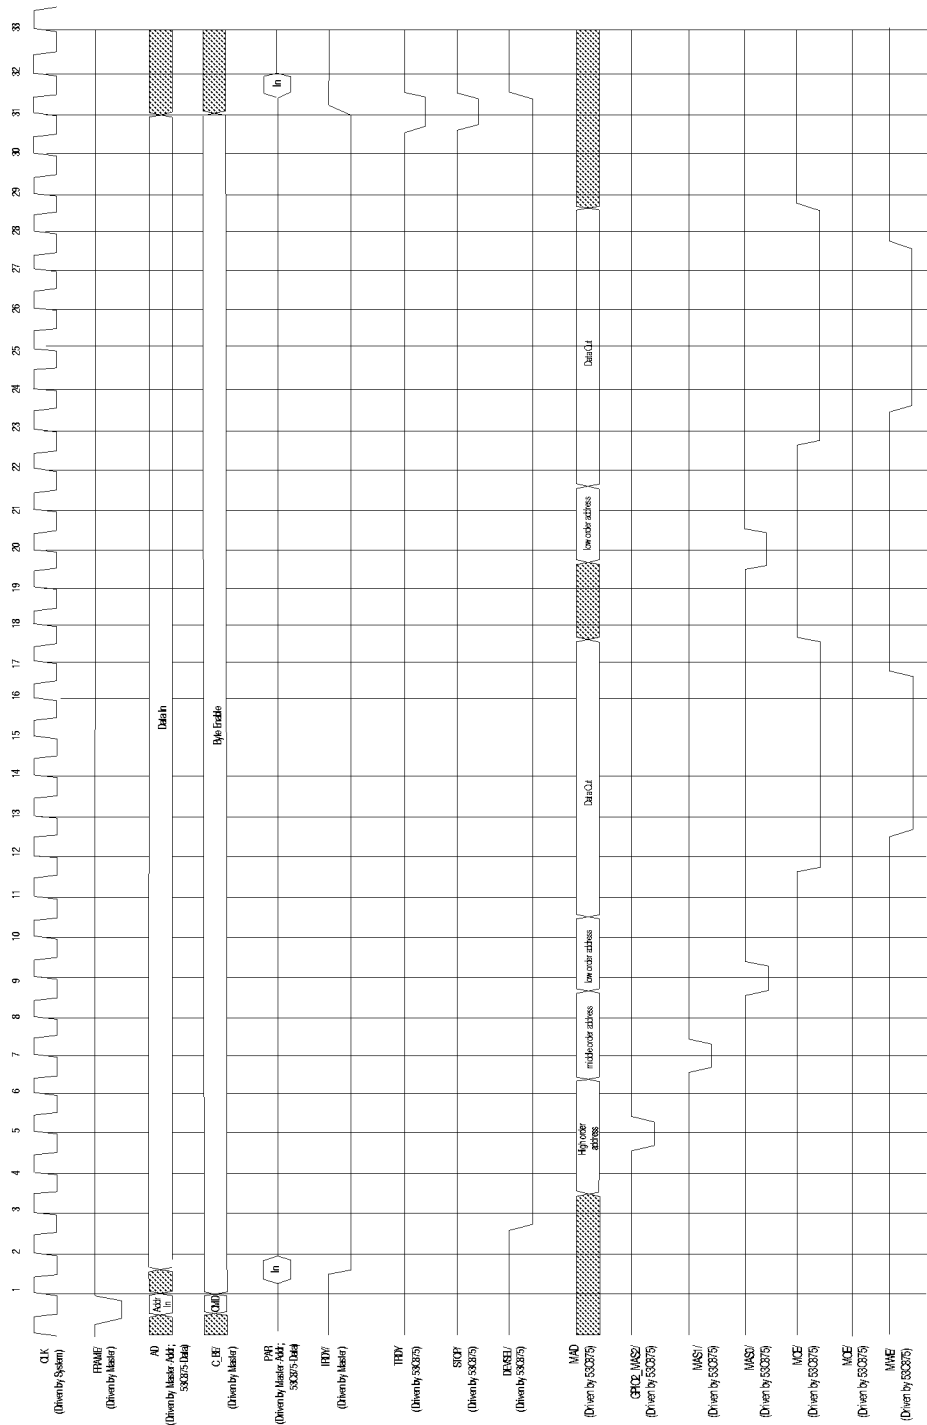 1 2 3 4 5 6 7 8 9 10 11 12 13 14 15 16 17 18 19 20 21 22 23 24 25 26 27 28 29 30 31 32 33
CLK
(Driven by System)
FRAME/
(Driven by Master)
AD
(Driven by Master-Addr;
53C875-Data)
Addr
In
Data In
C_BE/
(Driven by Master)
CMD
Byte Enable
PAR
(Driven by Master-Addr;
53C875-Data)
In
In
IRDY/
(Driven by Master)
TRDY/
(Driven by 53C875)
STOP/
(Driven by 53C875)
DEVSEL/
(Driven by 53C875)
MAD
(Driven by 53C875)
High order
address
middle order address
low order address
Data Out
low order address
Data Out
GPIO2_MAS2/
(Driven by 53C875)
MAS1/
(Driven by 53C875)
MAS0/
(Driven by 53C875)
MCE/
(Driven by 53C875)
MOE/
(Driven by 53C875)
MWE/
(Driven by 53C875)